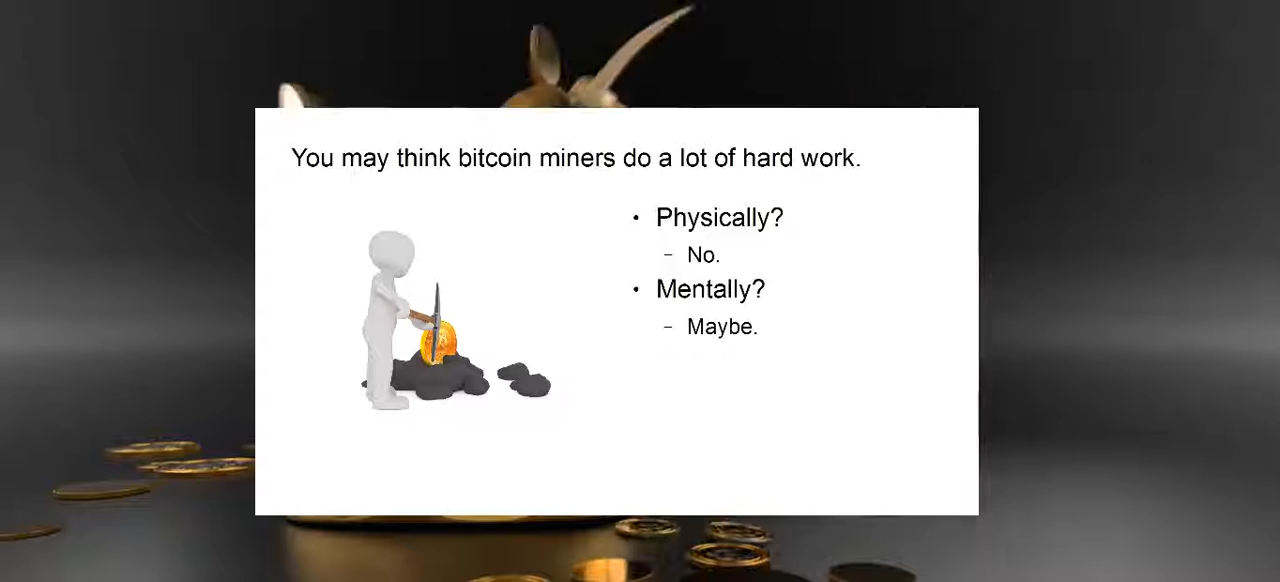 You may think bitcoin miners do a lot of hard work.
• Physically?
– No.
• Mentally?
– Maybe.